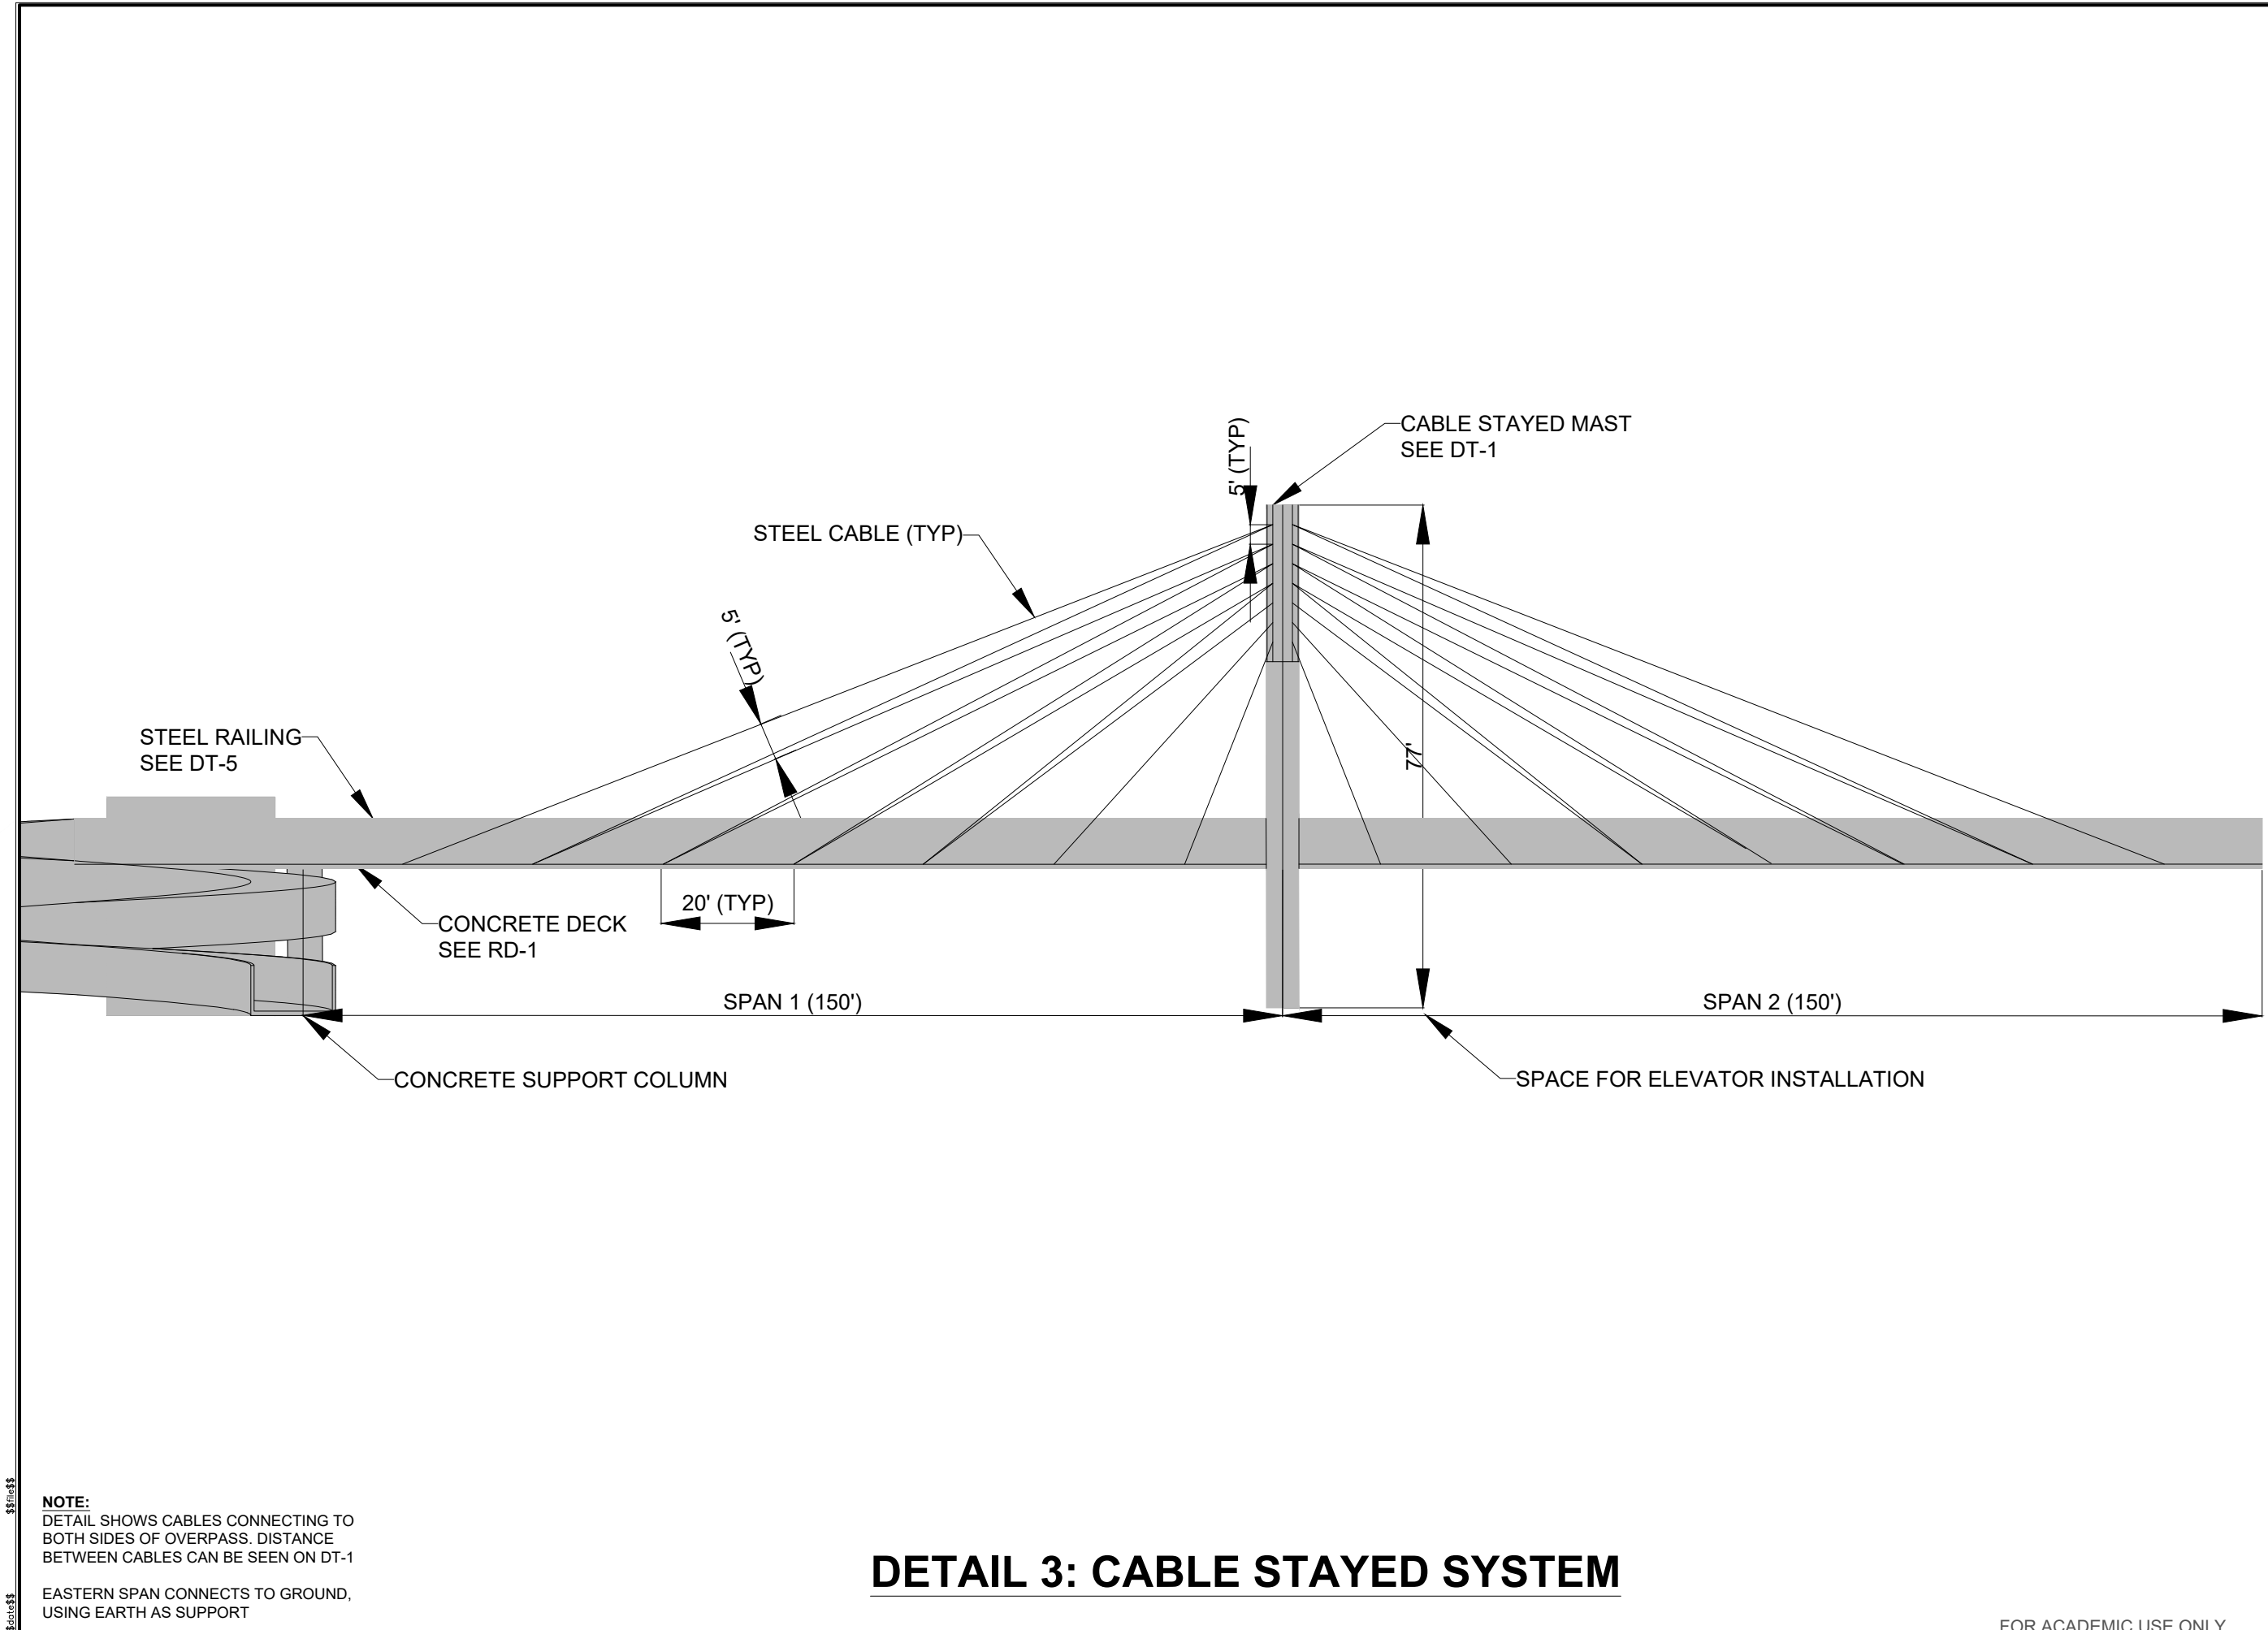 5' (TYP)
CABLE STAYED MAST
SEE DT-1
STEEL CABLE (TYP)
5' (TYP)
STEEL RAILING
SEE DT-5
77'
20' (TYP)
CONCRETE DECK
SEE RD-1
SPAN 1 (150')
SPAN 2 (150')
CONCRETE SUPPORT COLUMN
SPACE FOR ELEVATOR INSTALLATION
$$file$$
NOTE:
DETAIL SHOWS CABLES CONNECTING TO
BOTH SIDES OF OVERPASS. DISTANCE
BETWEEN CABLES CAN BE SEEN ON DT-1
EASTERN SPAN CONNECTS TO GROUND,
USING EARTH AS SUPPORT
$date$$
DETAIL 3: CABLE STAYED SYSTEM
FOR ACADEMIC USE ONLY